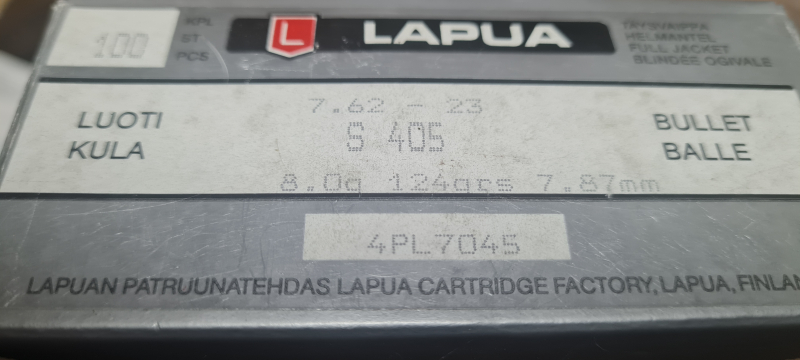 100
KPL
ST
PCS
L
LAPUA
TÄYSVAIPPA
HELMANTEL
FULL JACKET
BLINDÉE OGIVALE
LUOTI
KULA
7.62 - 23
S 405
8.0g 124grs 7.87mm
BULLET
BALLE
4PL7045
LAPUAN PATRUUNATEHDAS LAPUA CARTRIDGE FACTORY, LAPUA, FINLAN